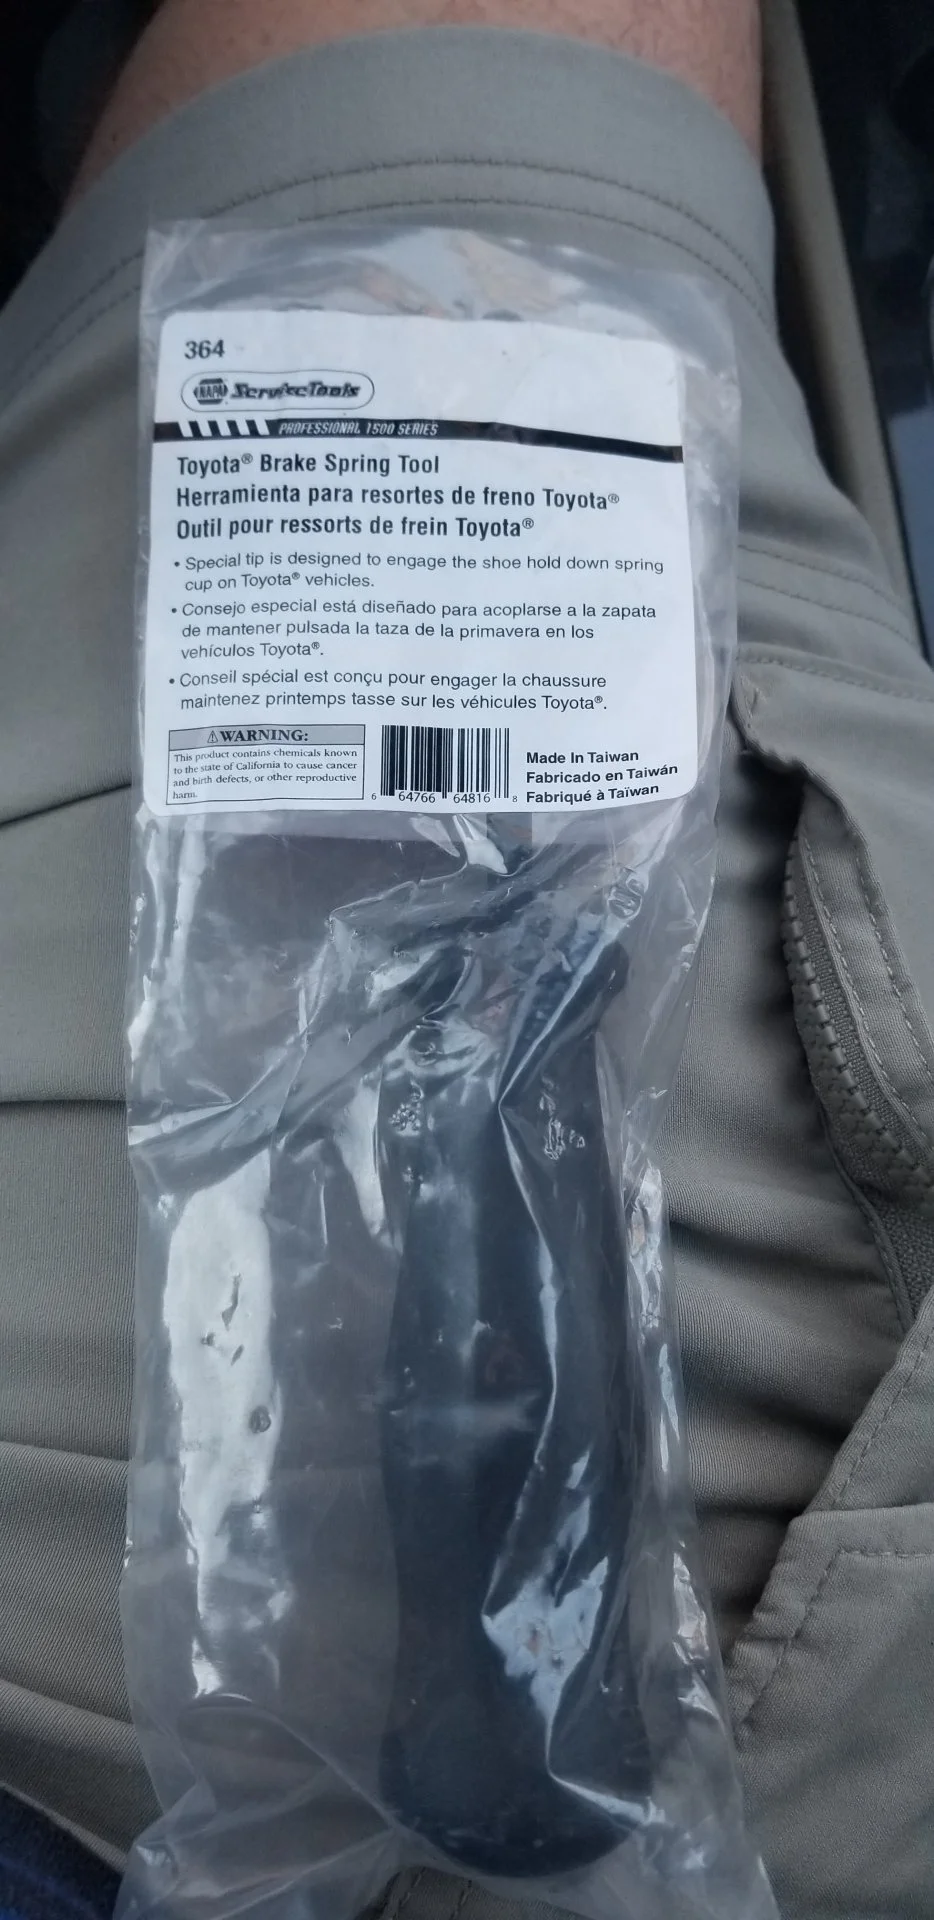 364
NAPA ServiceTools
PROFESSIONAL 1500 SERIES
Toyota® Brake Spring Tool
Herramienta para resortes de freno Toyota®
Outil pour ressorts de frein Toyota®
• Special tip is designed to engage the shoe hold down spring
cup on Toyota® vehicles.
• Consejo especial está diseñado para acoplarse a la zapata
de mantener pulsada la taza de la primavera en los
vehículos Toyota®.
• Conseil spécial est conçu pour engager la chaussure
maintenez printemps tasse sur les véhicules Toyota®.
⚠WARNING:
This product contains chemicals known
to the state of California to cause cancer
and birth defects, or other reproductive
harm.
6 64766 64816 8
Made In Taiwan
Fabricado en Taiwán
Fabriqué à Taïwan